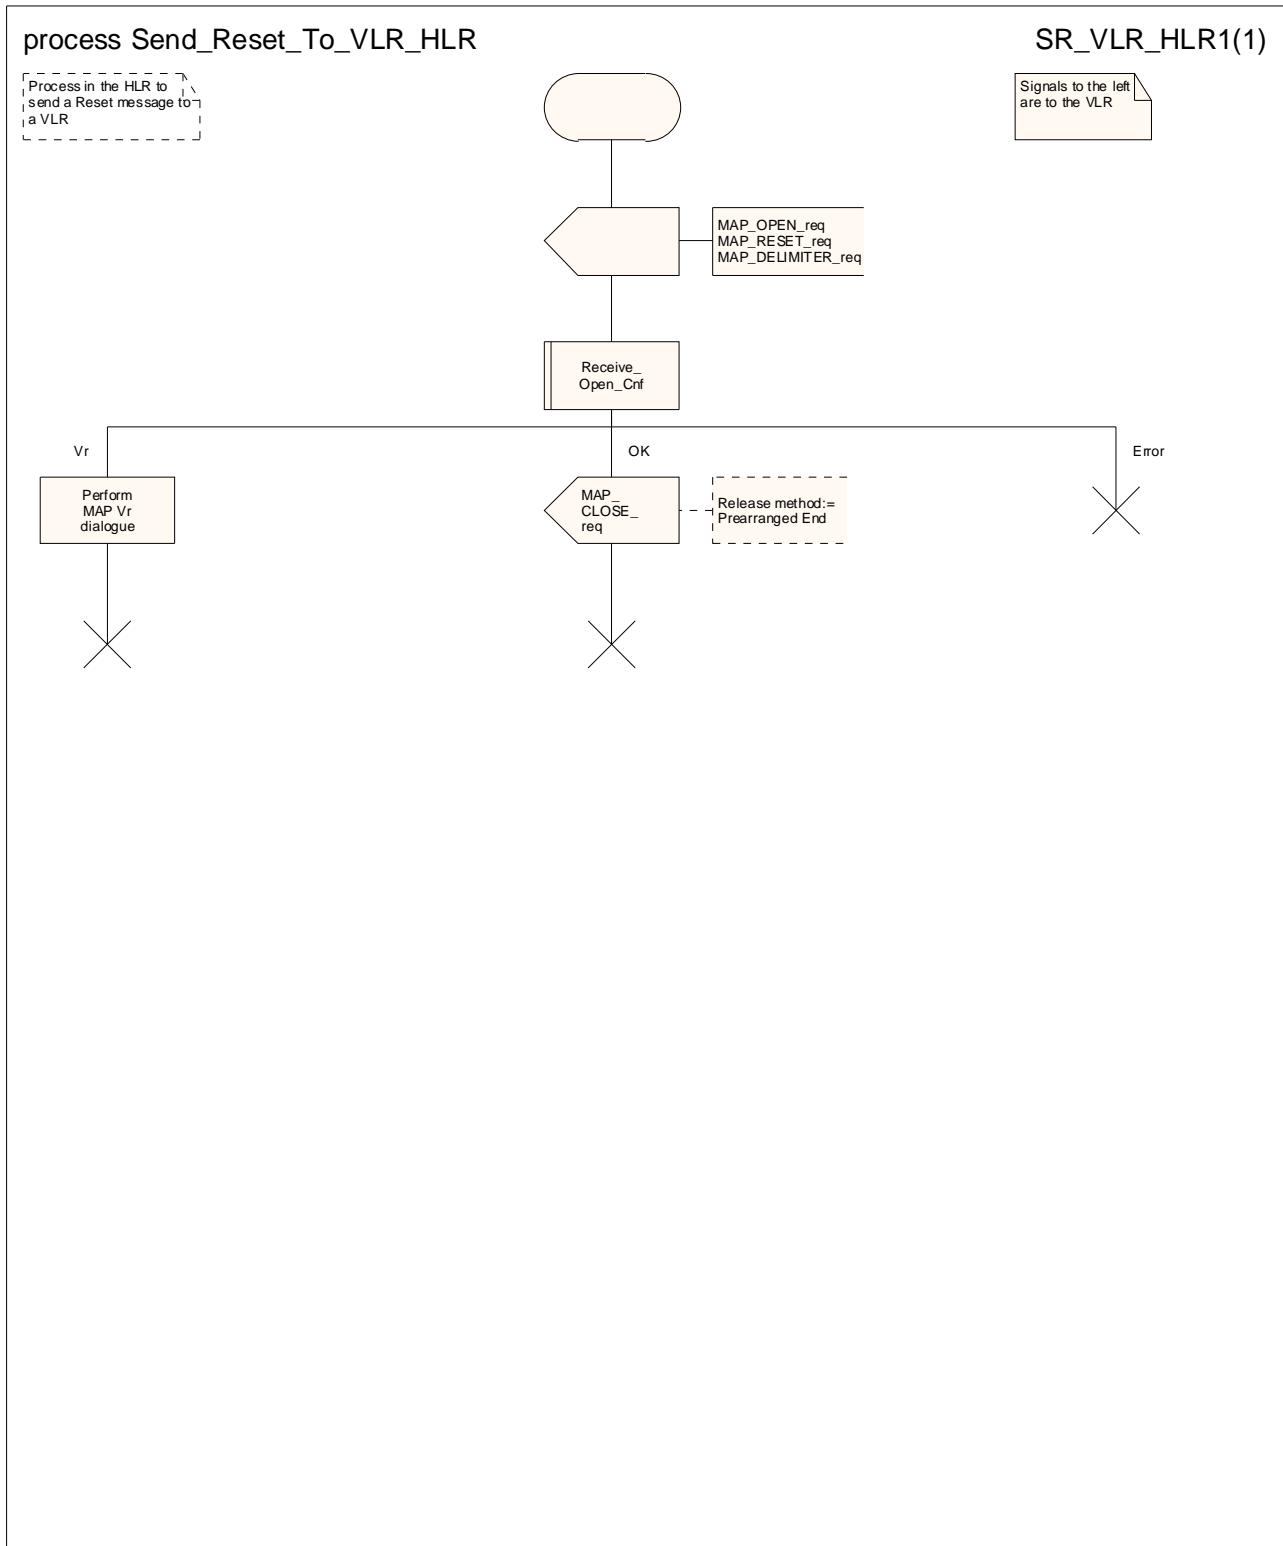 process Send_Reset_To_VLR_HLR
SR_VLR_HLR1(1)
Process in the HLR to
send a Reset message to
a VLR
Signals to the left
are to the VLR
MAP_OPEN_req
MAP_RESET_req
MAP_DELIMITER_req
Receive_
Open_Cnf
Vr
OK
Error
Perform
MAP Vr
dialogue
MAP_
CLOSE_
req
Release method:=
Prearranged End